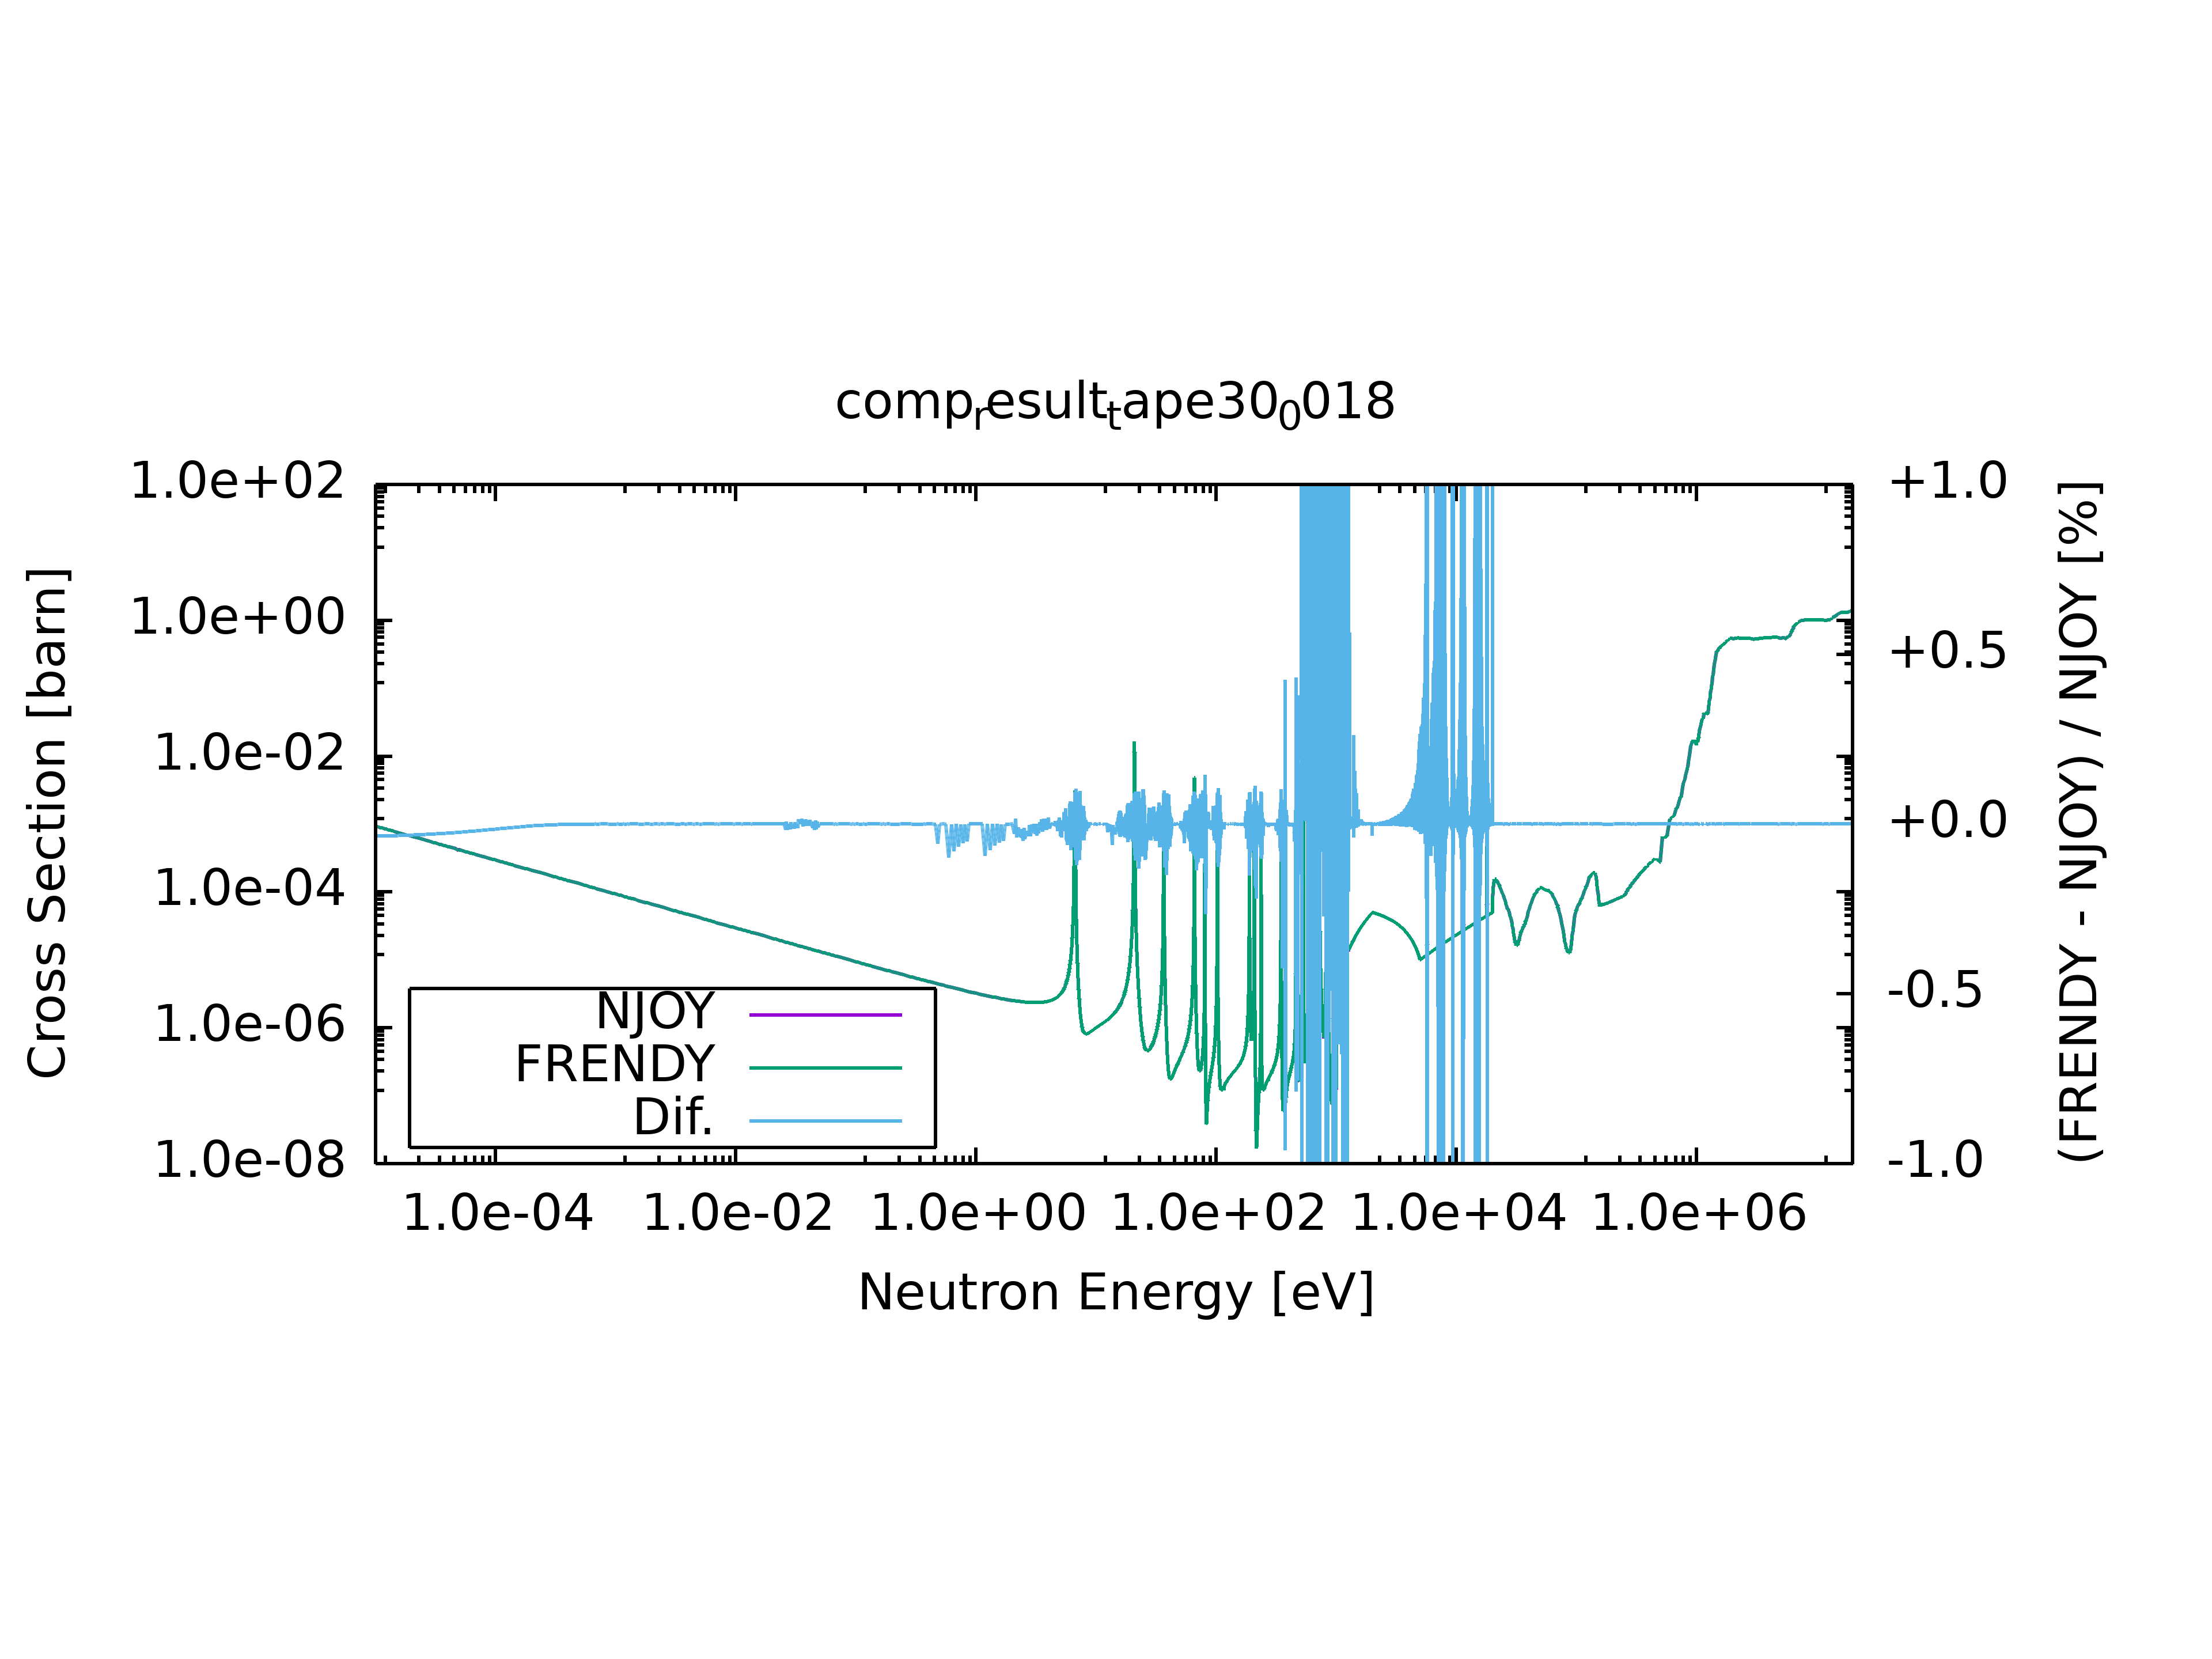 comp_result_tape30_0018
1.0e+02
1.0e+00
1.0e-02
1.0e-04
1.0e-06
1.0e-08
Cross Section [barn]
+1.0
+0.5
+0.0
-0.5
-1.0
(FRENDY - NJOY) / NJOY [%]
NJOY
FRENDY
Dif.
1.0e-04 1.0e-02 1.0e+00 1.0e+02 1.0e+04 1.0e+06
Neutron Energy [eV]